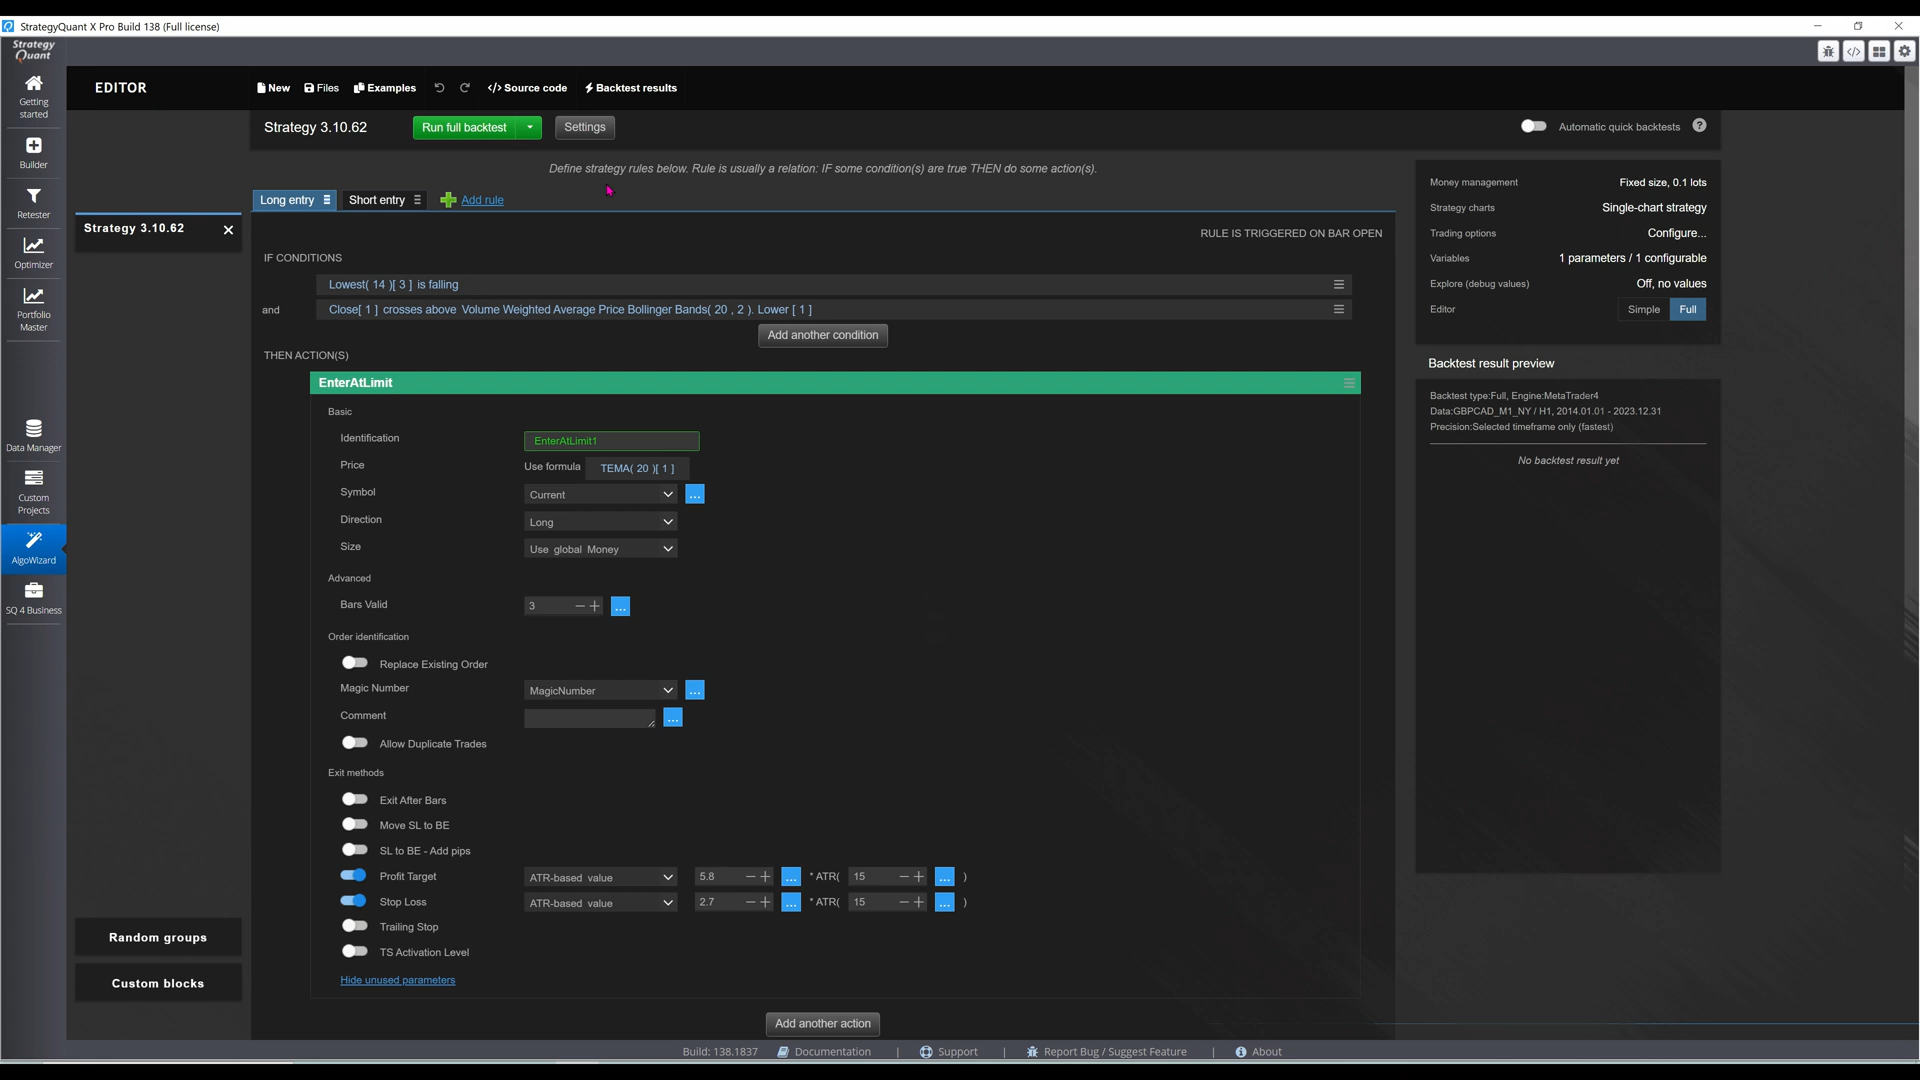 StrategyQuant X Pro Build 138 (Full license)
Strategy
Quant
EDITOR
New
Files
Examples
</> Source code
Backtest results
Getting
started
Builder
Retester
Optimizer
Portfolio
Master
Data Manager
Custom
Projects
AlgoWizard
SQ 4 Business
Strategy 3.10.62
Random groups
Custom blocks
Strategy 3.10.62
Run full backtest
Settings
Automatic quick backtests
?
Define strategy rules below. Rule is usually a relation: IF some condition(s) are true THEN do some action(s).
Long entry
Short entry
Add rule
RULE IS TRIGGERED ON BAR OPEN
IF CONDITIONS
Lowest( 14 )[ 3 ] is falling
and
Close[ 1 ] crosses above Volume Weighted Average Price Bollinger Bands( 20 , 2 ). Lower [ 1 ]
Add another condition
THEN ACTION(S)
EnterAtLimit
Basic
Identification
EnterAtLimit1
Price
Use formula
TEMA( 20 )[ 1 ]
Symbol
Current
...
Direction
Long
Size
Use global Money
Advanced
Bars Valid
3
...
Order identification
Replace Existing Order
Magic Number
MagicNumber
...
Comment
...
Allow Duplicate Trades
Exit methods
Exit After Bars
Move SL to BE
SL to BE - Add pips
Profit Target
ATR-based value
5.8
...
* ATR(
15
...
)
Stop Loss
ATR-based value
2.7
...
* ATR(
15
...
)
Trailing Stop
TS Activation Level
Hide unused parameters
Add another action
Money management
Fixed size, 0.1 lots
Strategy charts
Single-chart strategy
Trading options
Configure...
Variables
1 parameters / 1 configurable
Explore (debug values)
Off, no values
Editor
Simple
Full
Backtest result preview
Backtest type:Full, Engine:MetaTrader4
Data:GBPCAD_M1_NY / H1, 2014.01.01 - 2023.12.31
Precision:Selected timeframe only (fastest)
No backtest result yet
Build: 138.1837
Documentation
|
Support
|
Report Bug / Suggest Feature
|
About